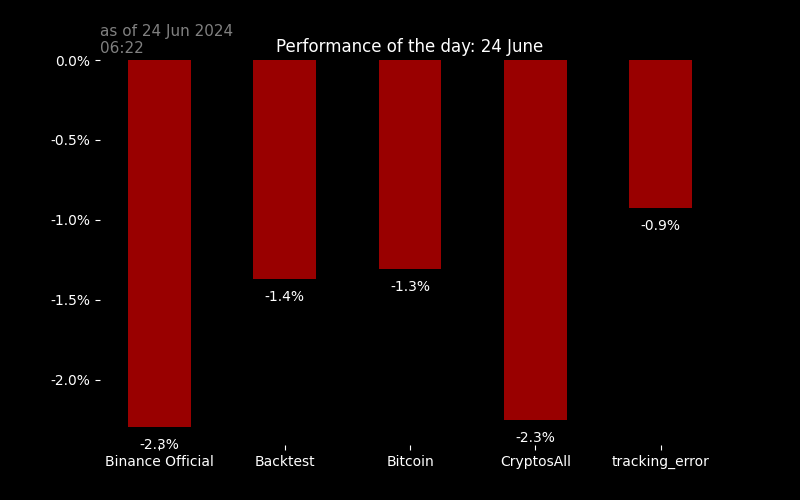 as of 24 Jun 2024
06:22
Performance of the day: 24 June
0.0%
-0.5%
-1.0%
-1.5%
-2.0%
-2.3%
-1.4%
-1.3%
-2.3%
-0.9%
Binance Official
Backtest
Bitcoin
CryptosAll
tracking_error